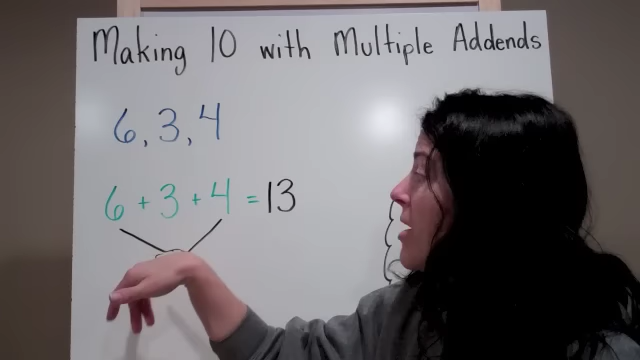 Making 10 with Multiple Addends
6, 3, 4
6 + 3 + 4 = 13